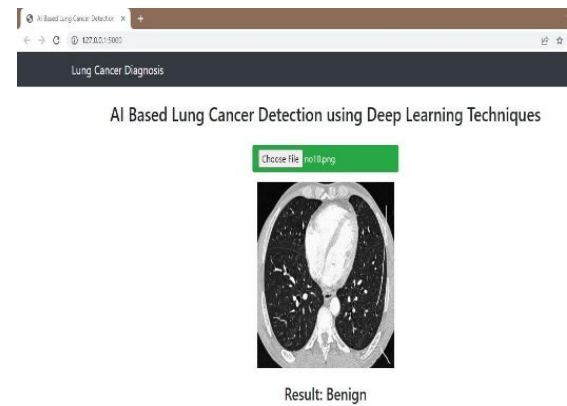 AI Based Lung Cancer Detection × +
127.0.0.1:5000
Lung Cancer Diagnosis
AI Based Lung Cancer Detection using Deep Learning Techniques
Choose File no10.png
Result: Benign